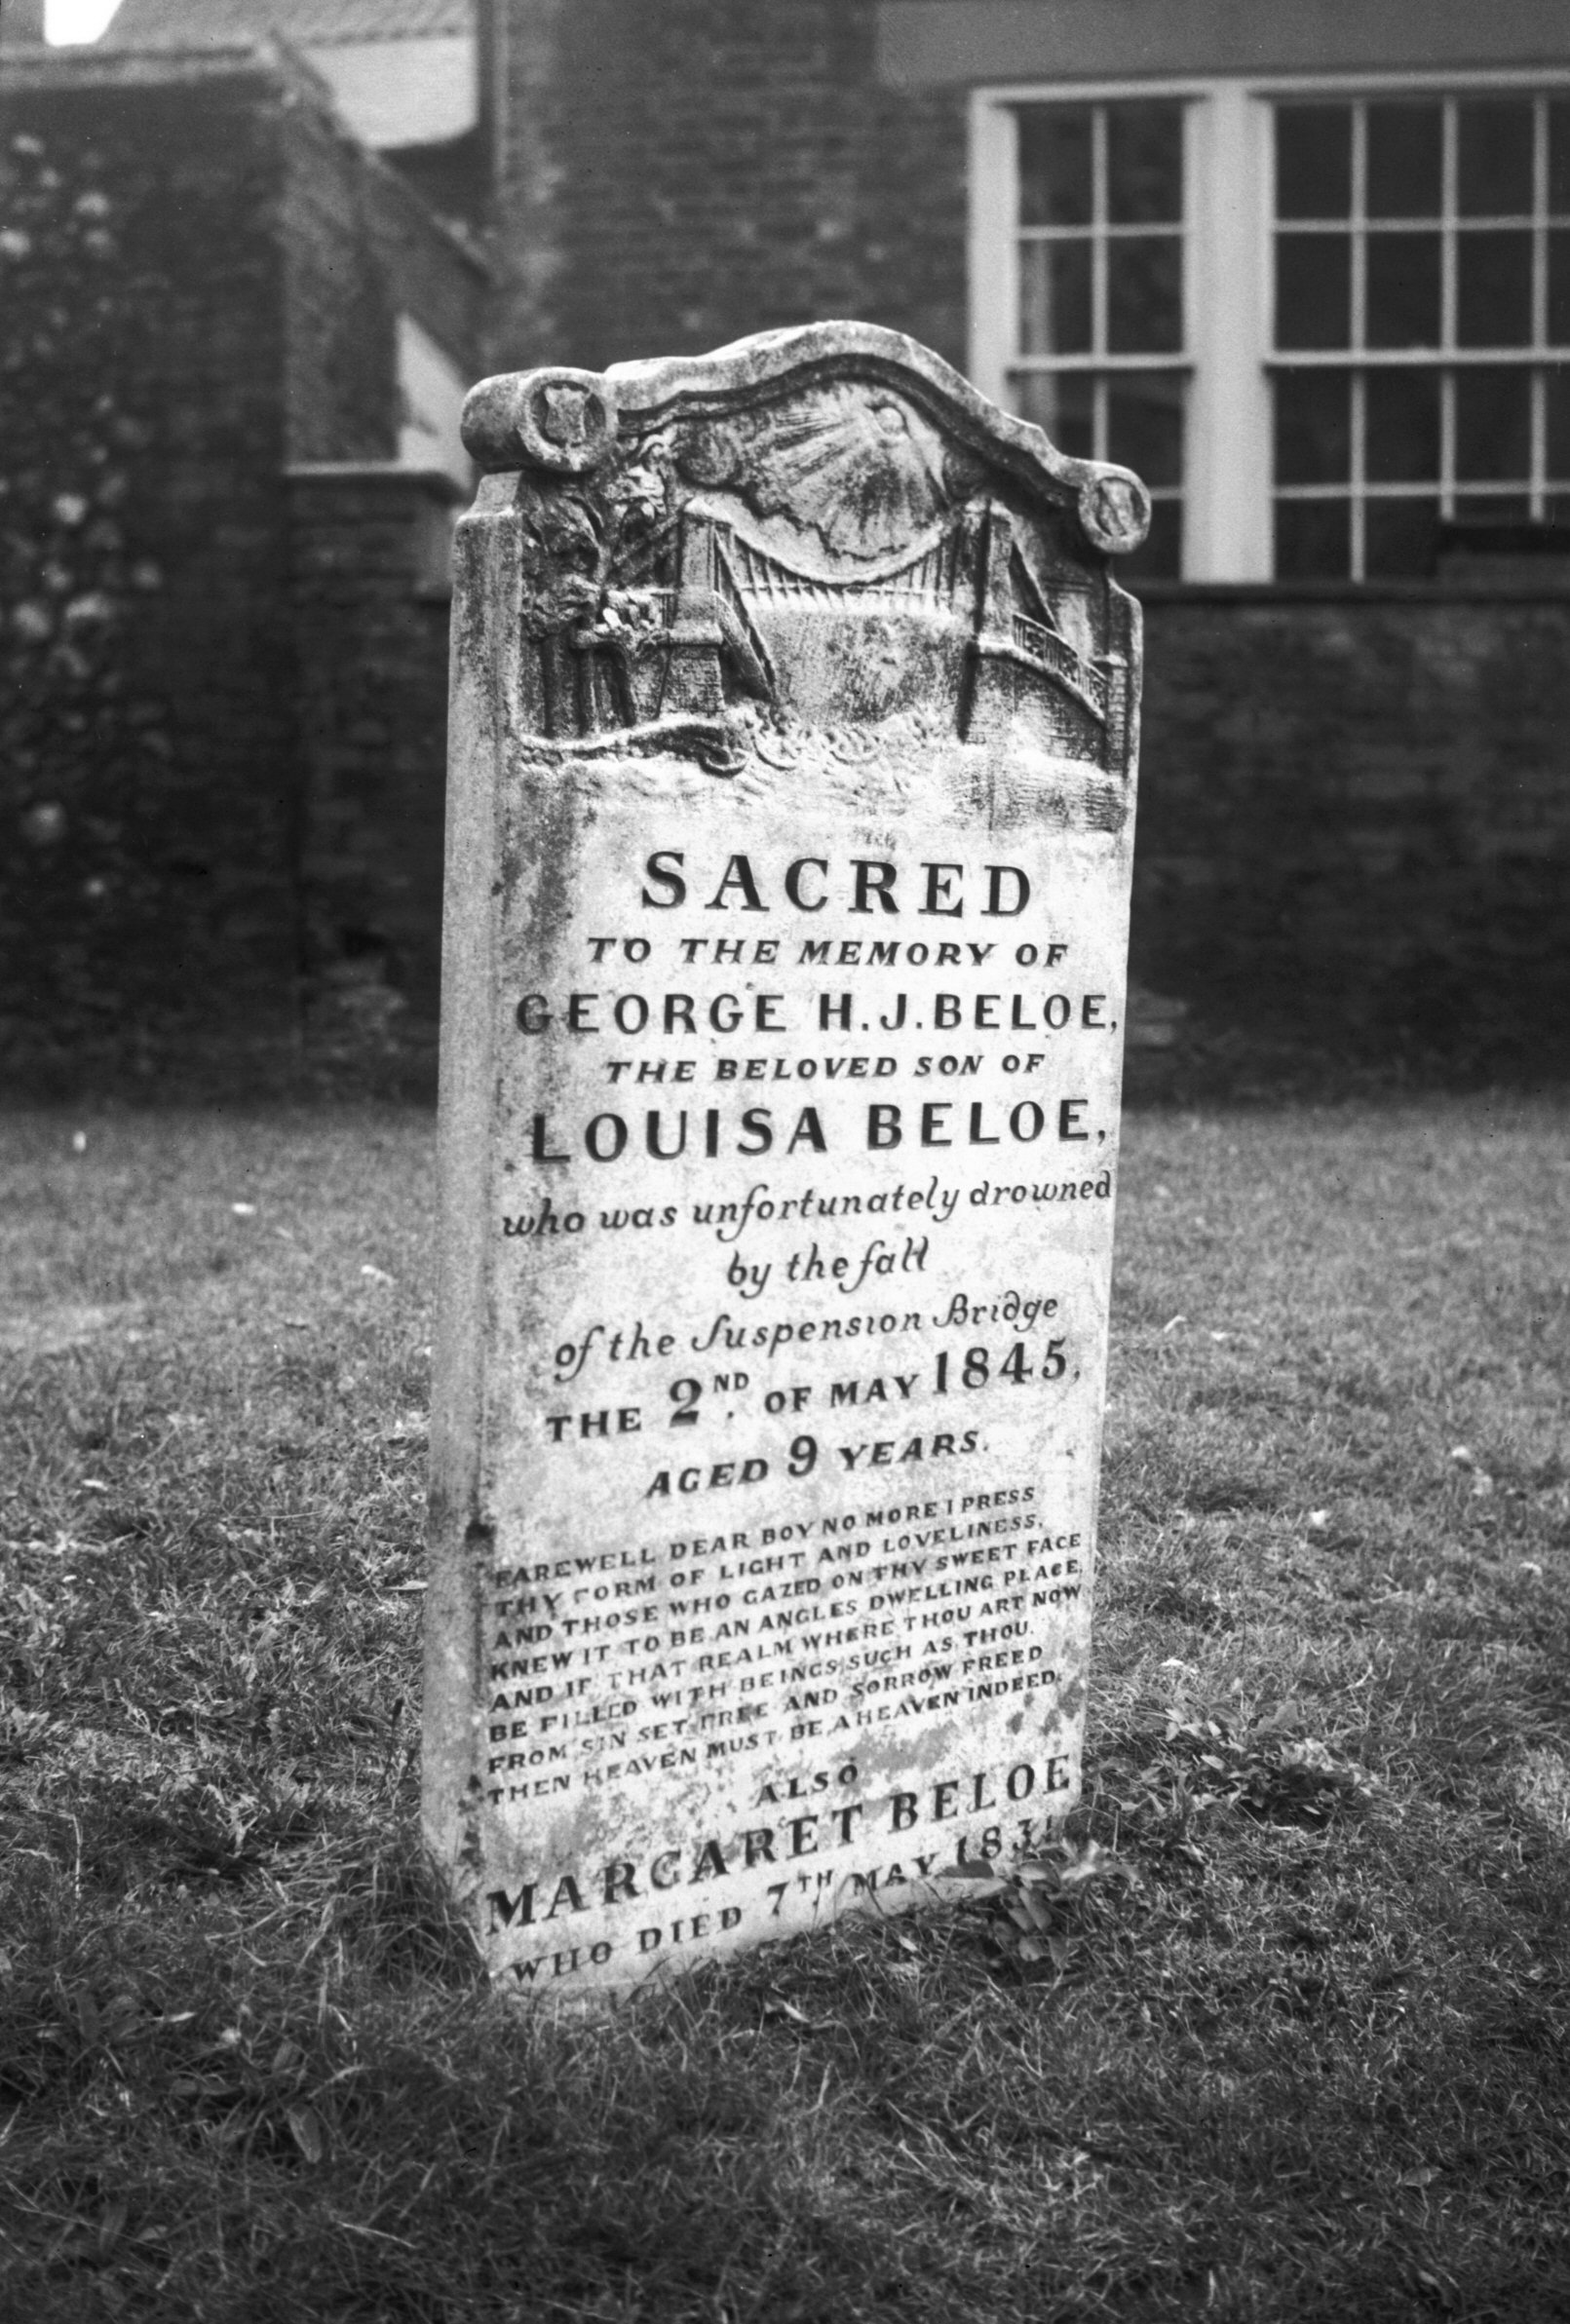 SACRED
TO THE MEMORY OF
GEORGE H.J. BELOE,
THE BELOVED SON OF
LOUISA BELOE,
who was unfortunately drowned
by the fall
of the Suspension Bridge
THE 2ND. OF MAY 1845,
AGED 9 YEARS.
FAREWELL DEAR BOY NO MORE I PRESS
THY FORM OF LIGHT AND LOVELINESS,
AND THOSE WHO GAZED ON THY SWEET FACE
KNEW IT TO BE AN ANGLES DWELLING PLACE,
AND IF THAT REALM WHERE THOU ART NOW
BE FILLED WITH BEINGS SUCH AS THOU.
FROM SIN SET FREE AND SORROW FREED
THEN HEAVEN MUST BE A HEAVEN INDEED.
ALSO
MARGARET BELOE
WHO DIED 7TH, MAY